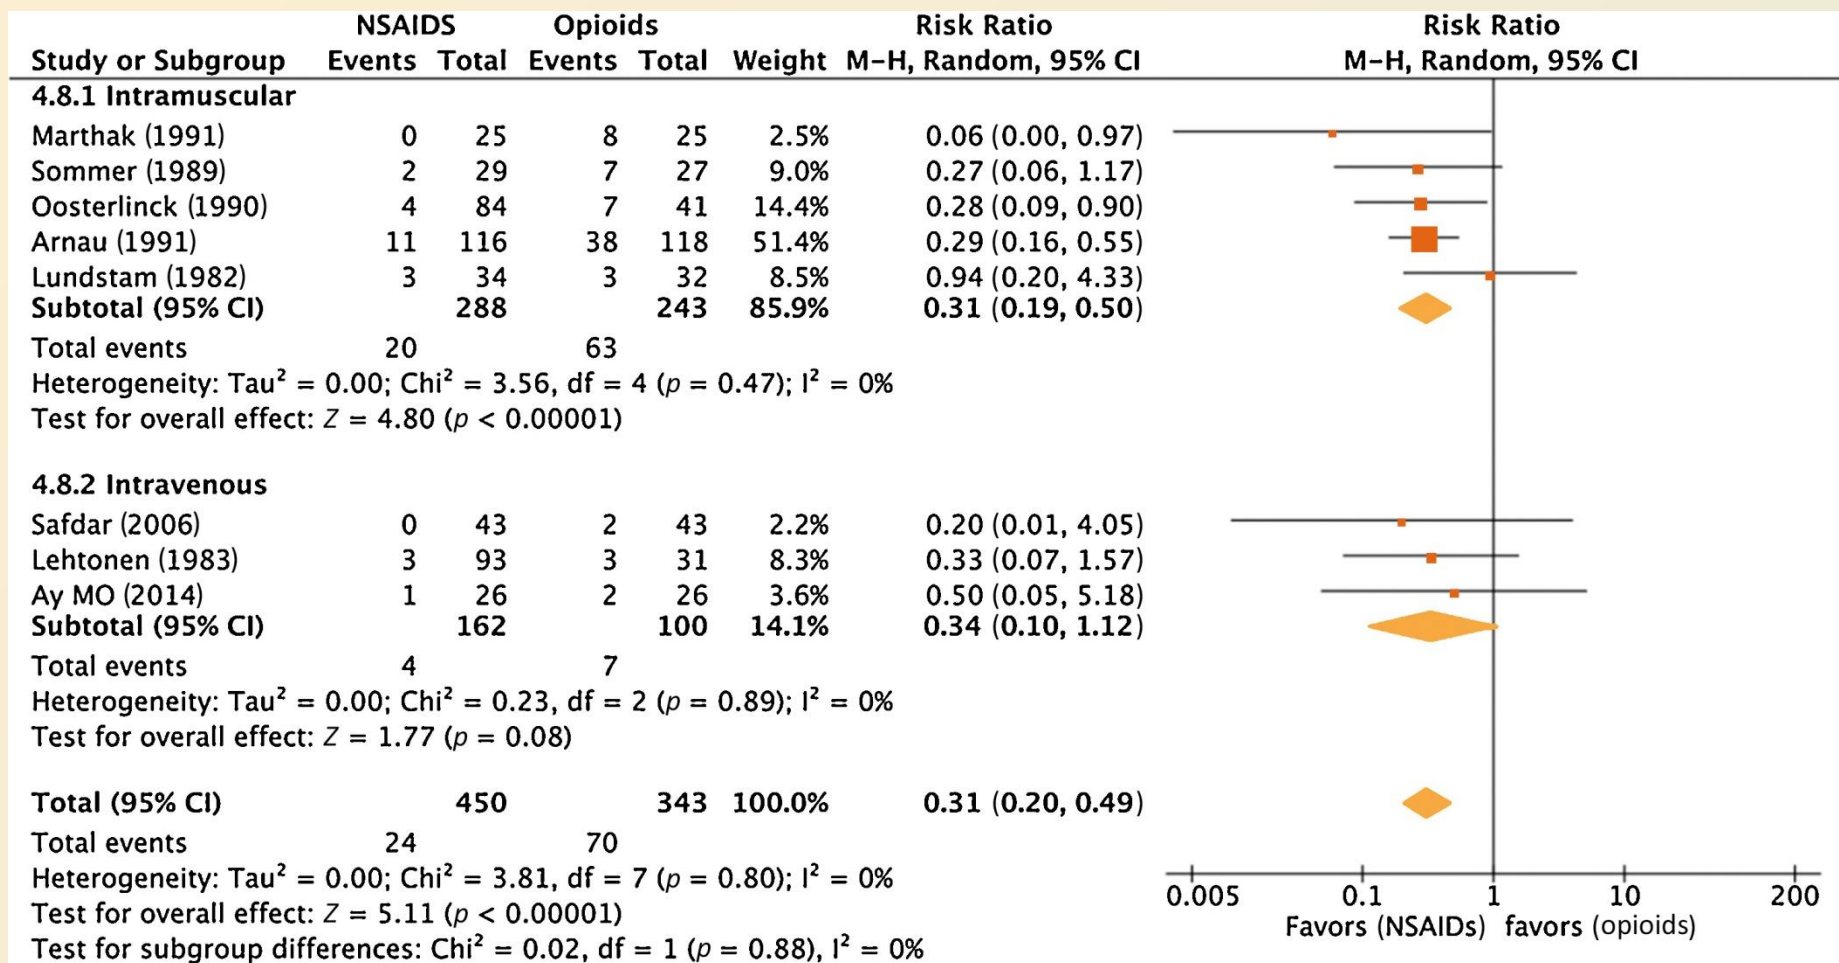 NSAIDS Opioids Risk Ratio Risk Ratio
Study or Subgroup Events Total Events Total Weight M–H, Random, 95% CI M–H, Random, 95% CI
4.8.1 Intramuscular
Marthak (1991) 0 25 8 25 2.5% 0.06 (0.00, 0.97)
Sommer (1989) 2 29 7 27 9.0% 0.27 (0.06, 1.17)
Oosterlinck (1990) 4 84 7 41 14.4% 0.28 (0.09, 0.90)
Arnau (1991) 11 116 38 118 51.4% 0.29 (0.16, 0.55)
Lundstam (1982) 3 34 3 32 8.5% 0.94 (0.20, 4.33)
Subtotal (95% CI) 288 243 85.9% 0.31 (0.19, 0.50)
Total events 20 63
Heterogeneity: Tau² = 0.00; Chi² = 3.56, df = 4 (p = 0.47); I² = 0%
Test for overall effect: Z = 4.80 (p < 0.00001)
4.8.2 Intravenous
Safdar (2006) 0 43 2 43 2.2% 0.20 (0.01, 4.05)
Lehtonen (1983) 3 93 3 31 8.3% 0.33 (0.07, 1.57)
Ay MO (2014) 1 26 2 26 3.6% 0.50 (0.05, 5.18)
Subtotal (95% CI) 162 100 14.1% 0.34 (0.10, 1.12)
Total events 4 7
Heterogeneity: Tau² = 0.00; Chi² = 0.23, df = 2 (p = 0.89); I² = 0%
Test for overall effect: Z = 1.77 (p = 0.08)
Total (95% CI) 450 343 100.0% 0.31 (0.20, 0.49)
Total events 24 70
Heterogeneity: Tau² = 0.00; Chi² = 3.81, df = 7 (p = 0.80); I² = 0%
Test for overall effect: Z = 5.11 (p < 0.00001)
Test for subgroup differences: Chi² = 0.02, df = 1 (p = 0.88), I² = 0%
0.005 0.1 1 10 200
Favors (NSAIDs) favors (opioids)